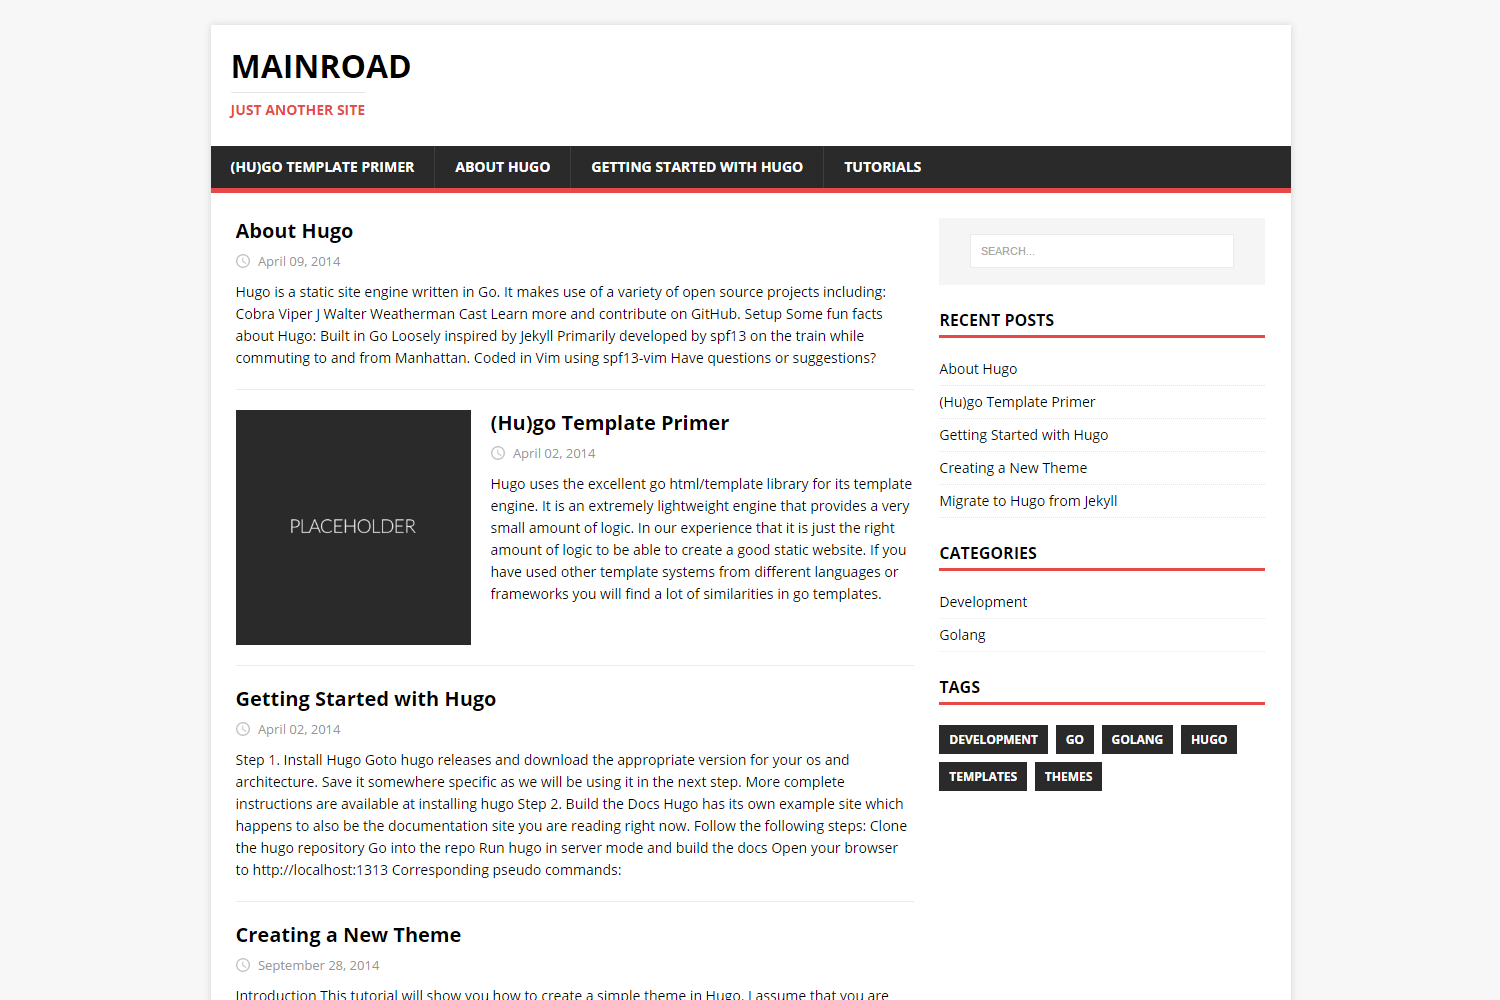 MAINROAD
JUST ANOTHER SITE
(HU)GO TEMPLATE PRIMER
ABOUT HUGO
GETTING STARTED WITH HUGO
TUTORIALS
About Hugo
April 09, 2014
Hugo is a static site engine written in Go. It makes use of a variety of open source projects including:
Cobra Viper J Walter Weatherman Cast Learn more and contribute on GitHub. Setup Some fun facts
about Hugo: Built in Go Loosely inspired by Jekyll Primarily developed by spf13 on the train while
commuting to and from Manhattan. Coded in Vim using spf13-vim Have questions or suggestions?
PLACEHOLDER
(Hu)go Template Primer
April 02, 2014
Hugo uses the excellent go html/template library for its template
engine. It is an extremely lightweight engine that provides a very
small amount of logic. In our experience that it is just the right
amount of logic to be able to create a good static website. If you
have used other template systems from different languages or
frameworks you will find a lot of similarities in go templates.
Getting Started with Hugo
April 02, 2014
Step 1. Install Hugo Goto hugo releases and download the appropriate version for your os and
architecture. Save it somewhere specific as we will be using it in the next step. More complete
instructions are available at installing hugo Step 2. Build the Docs Hugo has its own example site which
happens to also be the documentation site you are reading right now. Follow the following steps: Clone
the hugo repository Go into the repo Run hugo in server mode and build the docs Open your browser
to http://localhost:1313 Corresponding pseudo commands:
Creating a New Theme
September 28, 2014
Introduction This tutorial will show you how to create a simple theme in Hugo. I assume that you are
SEARCH...
RECENT POSTS
About Hugo
(Hu)go Template Primer
Getting Started with Hugo
Creating a New Theme
Migrate to Hugo from Jekyll
CATEGORIES
Development
Golang
TAGS
DEVELOPMENT
GO
GOLANG
HUGO
TEMPLATES
THEMES